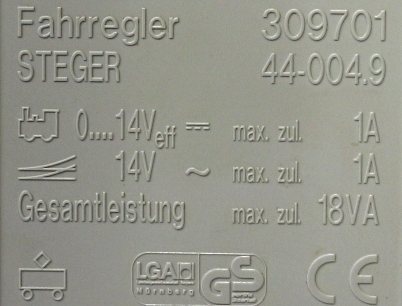 Fahrregler 309701
STEGER 44-004.9
0....14Veff max. zul. 1A
14V ~ max. zul. 1A
Gesamtleistung max. zul. 18VA
LGA GS CE
Nürnberg